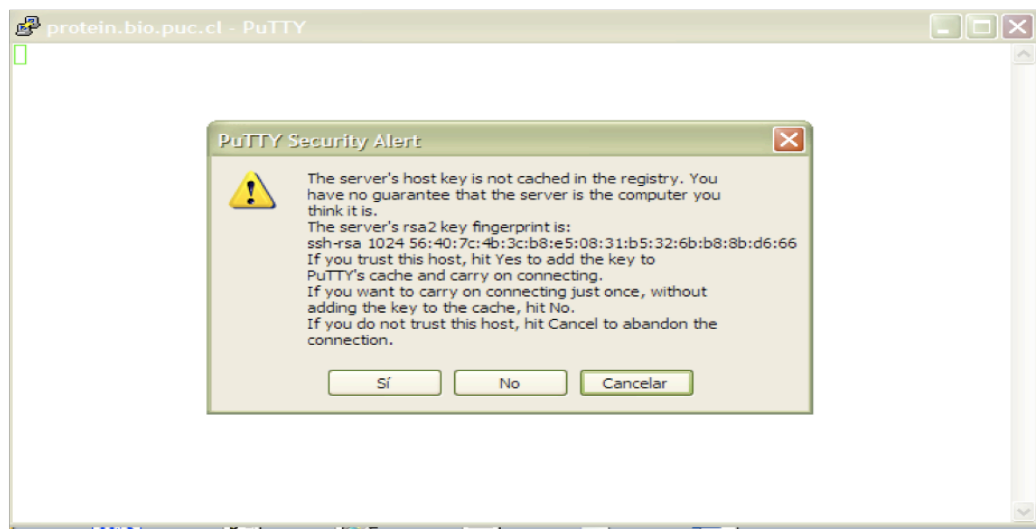 protein.bio.puc.cl - PuTTY
PuTTY Security Alert
The server's host key is not cached in the registry. You
have no guarantee that the server is the computer you
think it is.
The server's rsa2 key fingerprint is:
ssh-rsa 1024 56:40:7c:4b:3c:b8:e5:08:31:b5:32:6b:b8:8b:d6:66
If you trust this host, hit Yes to add the key to
PuTTY's cache and carry on connecting.
If you want to carry on connecting just once, without
adding the key to the cache, hit No.
If you do not trust this host, hit Cancel to abandon the
connection.
Sí No Cancelar